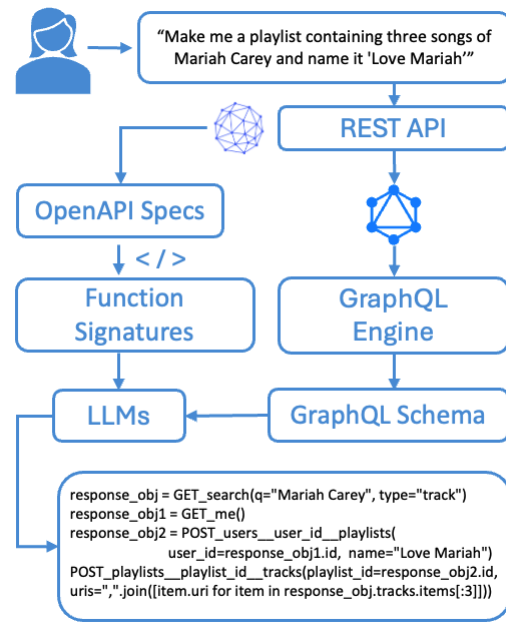 “Make me a playlist containing three songs of
Mariah Carey and name it 'Love Mariah’”
REST API
OpenAPI Specs
< / >
Function
Signatures
GraphQL
Engine
LLMs
GraphQL Schema
response_obj = GET_search(q="Mariah Carey", type="track")
response_obj1 = GET_me()
response_obj2 = POST_users__user_id__playlists(
user_id=response_obj1.id, name="Love Mariah")
POST_playlists__playlist_id__tracks(playlist_id=response_obj2.id,
uris=",".join([item.uri for item in response_obj.tracks.items[:3]]))